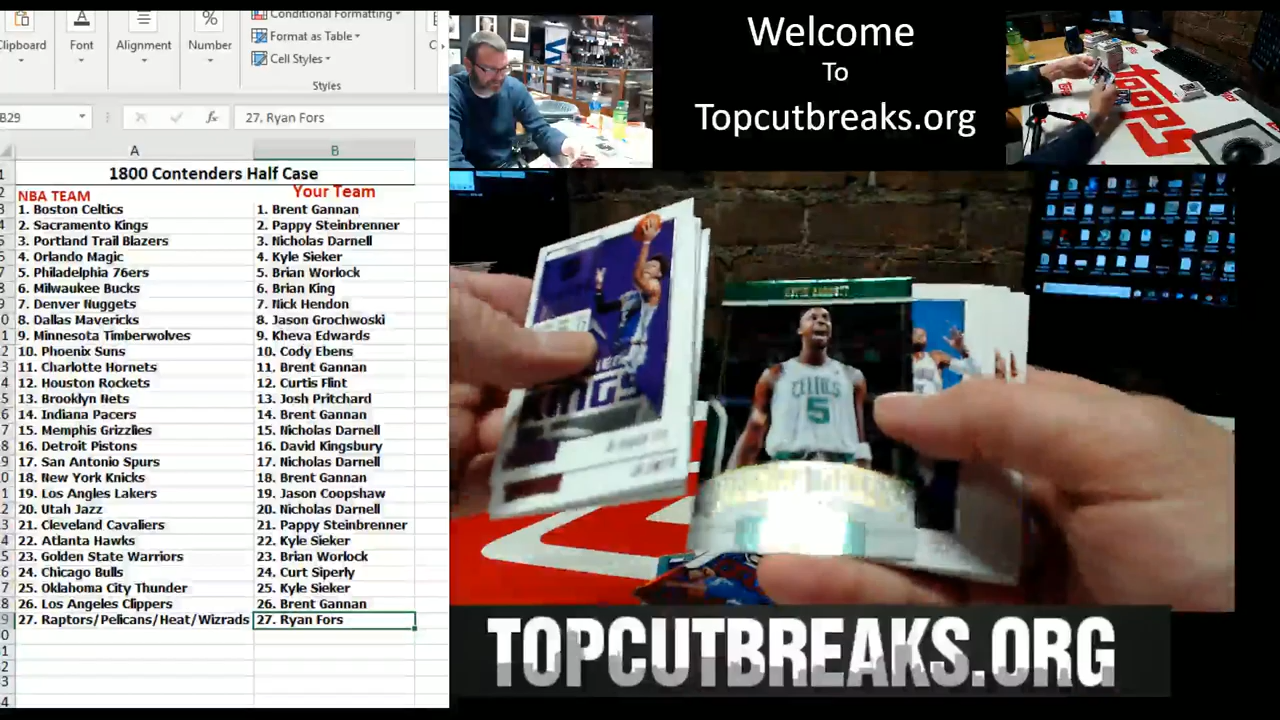 Clipboard
Font
Alignment
Number
Conditional Formatting
Format as Table
Cell Styles
Styles
B29
fx
27. Ryan Fors
A
B
1800 Contenders Half Case
NBA TEAM
Your Team
1. Boston Celtics
1. Brent Gannan
2. Sacramento Kings
2. Pappy Steinbrenner
3. Portland Trail Blazers
3. Nicholas Darnell
4. Orlando Magic
4. Kyle Sieker
5. Philadelphia 76ers
5. Brian Worlock
6. Milwaukee Bucks
6. Brian King
7. Denver Nuggets
7. Nick Hendon
8. Dallas Mavericks
8. Jason Grochwoski
9. Minnesota Timberwolves
9. Kheva Edwards
10. Phoenix Suns
10. Cody Ebens
11. Charlotte Hornets
11. Brent Gannan
12. Houston Rockets
12. Curtis Flint
13. Brooklyn Nets
13. Josh Pritchard
14. Indiana Pacers
14. Brent Gannan
15. Memphis Grizzlies
15. Nicholas Darnell
16. Detroit Pistons
16. David Kingsbury
17. San Antonio Spurs
17. Nicholas Darnell
18. New York Knicks
18. Brent Gannan
19. Los Angles Lakers
19. Jason Coopshaw
20. Utah Jazz
20. Nicholas Darnell
21. Cleveland Cavaliers
21. Pappy Steinbrenner
22. Atlanta Hawks
22. Kyle Sieker
23. Golden State Warriors
23. Brian Worlock
24. Chicago Bulls
24. Curt Siperly
25. Oklahoma City Thunder
25. Kyle Sieker
26. Los Angeles Clippers
26. Brent Gannan
27. Raptors/Pelicans/Heat/Wizrads
27. Ryan Fors
Welcome
To
Topcutbreaks.org
topps
KINGS
CELTICS
5
TOPCUTBREAKS.ORG